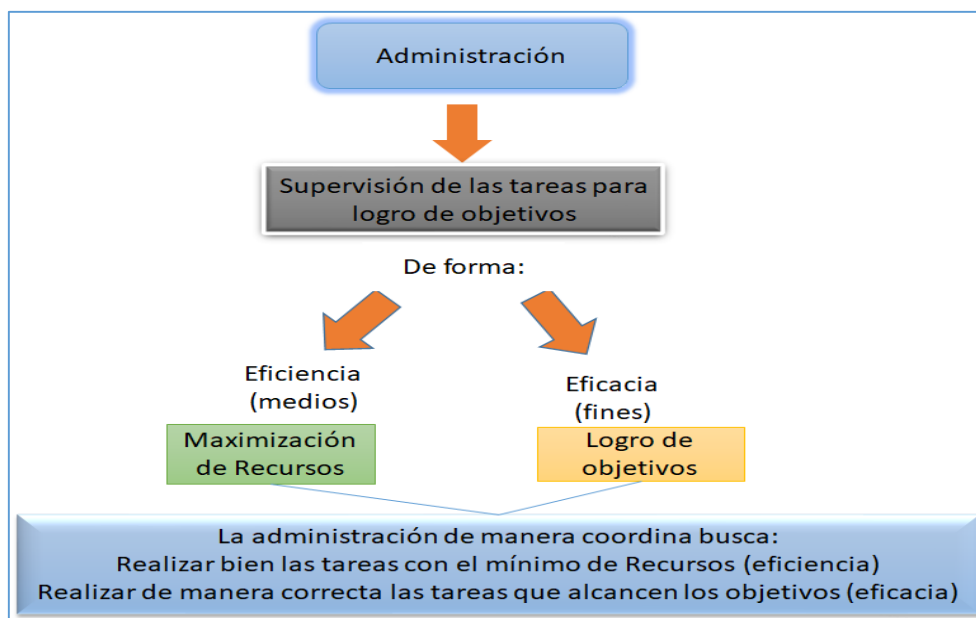 Administración
Supervisión de las tareas para
logro de objetivos
De forma:
Eficiencia
(medios)
Maximización
de Recursos
Eficacia
(fines)
Logro de
objetivos
La administración de manera coordina busca:
Realizar bien las tareas con el mínimo de Recursos (eficiencia)
Realizar de manera correcta las tareas que alcancen los objetivos (eficacia)